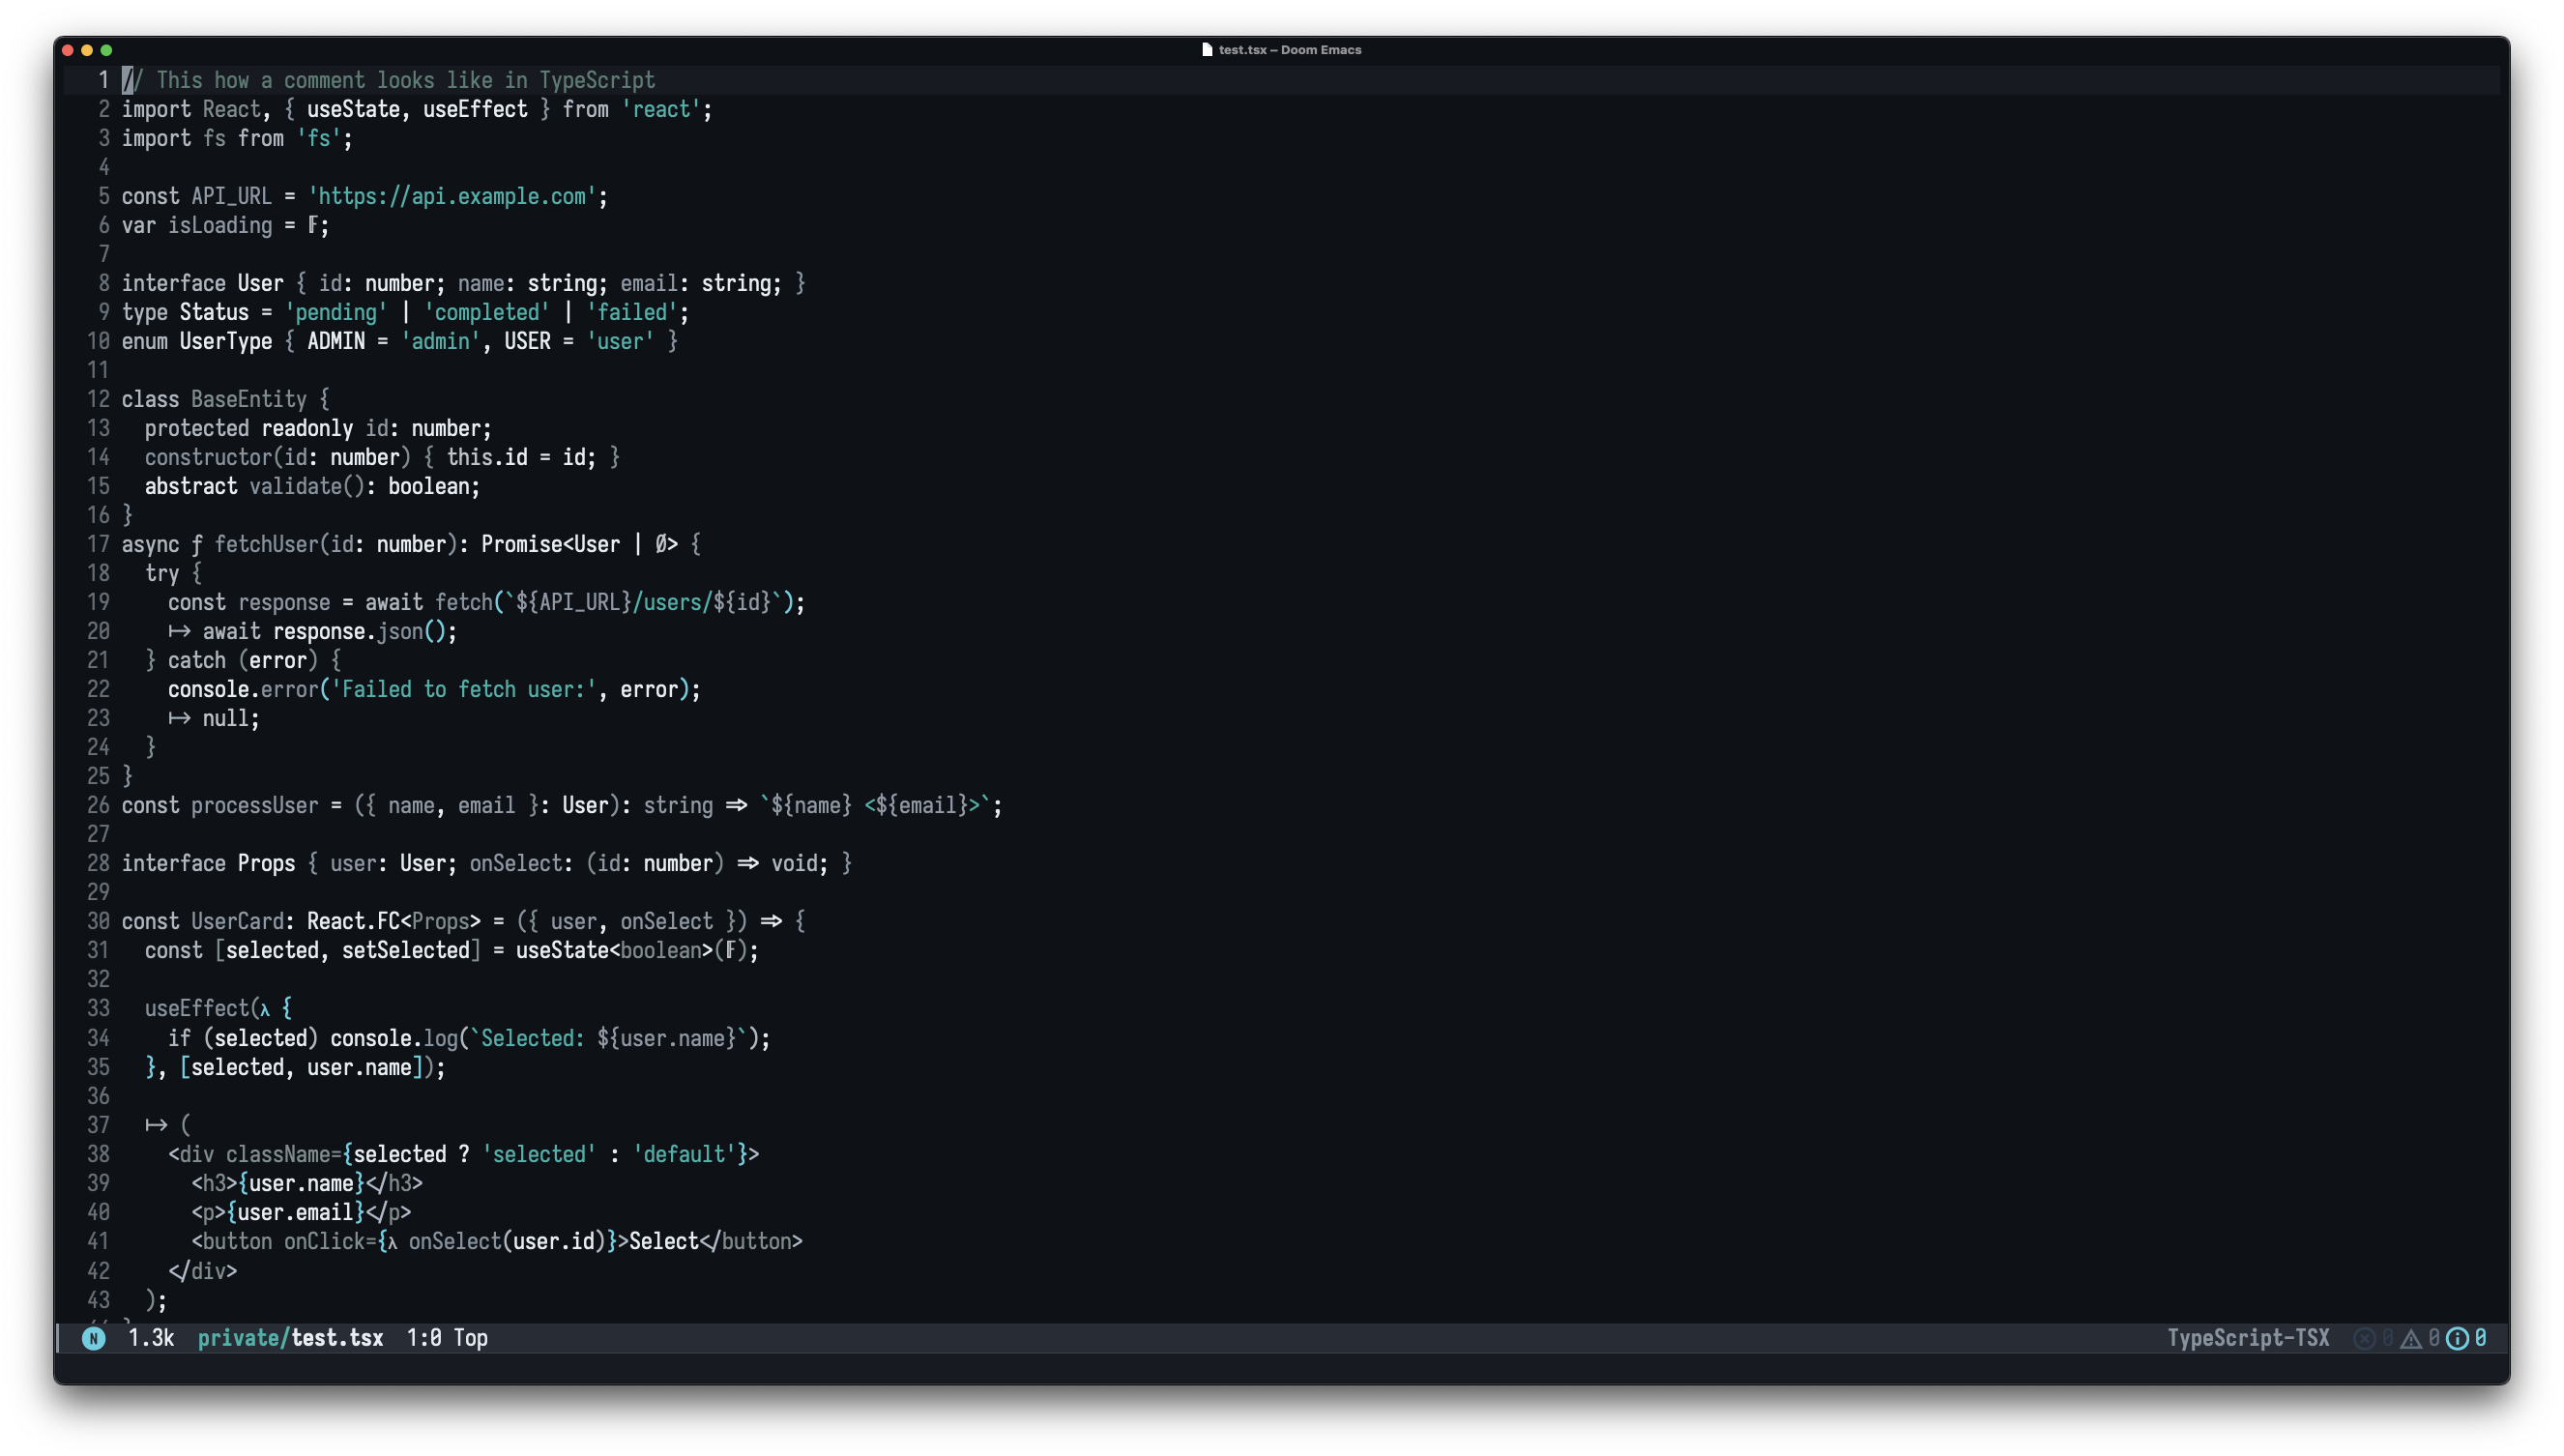 test.tsx – Doom Emacs
1 // This how a comment looks like in TypeScript
2 import React, { useState, useEffect } from 'react';
3 import fs from 'fs';
4
5 const API_URL = 'https://api.example.com';
6 var isLoading = 𝔽;
7
8 interface User { id: number; name: string; email: string; }
9 type Status = 'pending' | 'completed' | 'failed';
10 enum UserType { ADMIN = 'admin', USER = 'user' }
11
12 class BaseEntity {
13   protected readonly id: number;
14   constructor(id: number) { this.id = id; }
15   abstract validate(): boolean;
16 }
17 async ƒ fetchUser(id: number): Promise<User | Ø> {
18   try {
19     const response = await fetch(`${API_URL}/users/${id}`);
20     ↦ await response.json();
21   } catch (error) {
22     console.error('Failed to fetch user:', error);
23     ↦ null;
24   }
25 }
26 const processUser = ({ name, email }: User): string ⇒ `${name} <${email}>`;
27
28 interface Props { user: User; onSelect: (id: number) ⇒ void; }
29
30 const UserCard: React.FC<Props> = ({ user, onSelect }) ⇒ {
31   const [selected, setSelected] = useState<boolean>(𝔽);
32
33   useEffect(λ {
34     if (selected) console.log(`Selected: ${user.name}`);
35   }, [selected, user.name]);
36
37   ↦ (
38     <div className={selected ? 'selected' : 'default'}>
39       <h3>{user.name}</h3>
40       <p>{user.email}</p>
41       <button onClick={λ onSelect(user.id)}>Select</button>
42     </div>
43   );
N 1.3k private/test.tsx 1:0 Top TypeScript-TSX 0 0 0